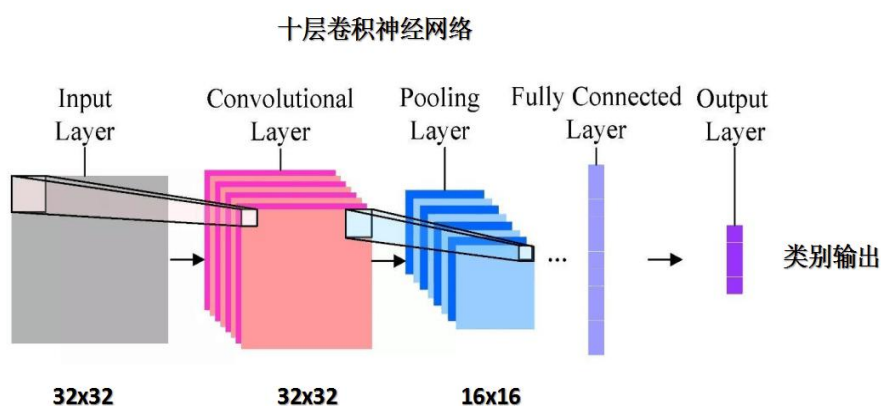 十层卷积神经网络
Input
Layer
Convolutional
Layer
Pooling
Layer
Fully Connected
Layer
Output
Layer
...
类别输出
32x32
32x32
16x16